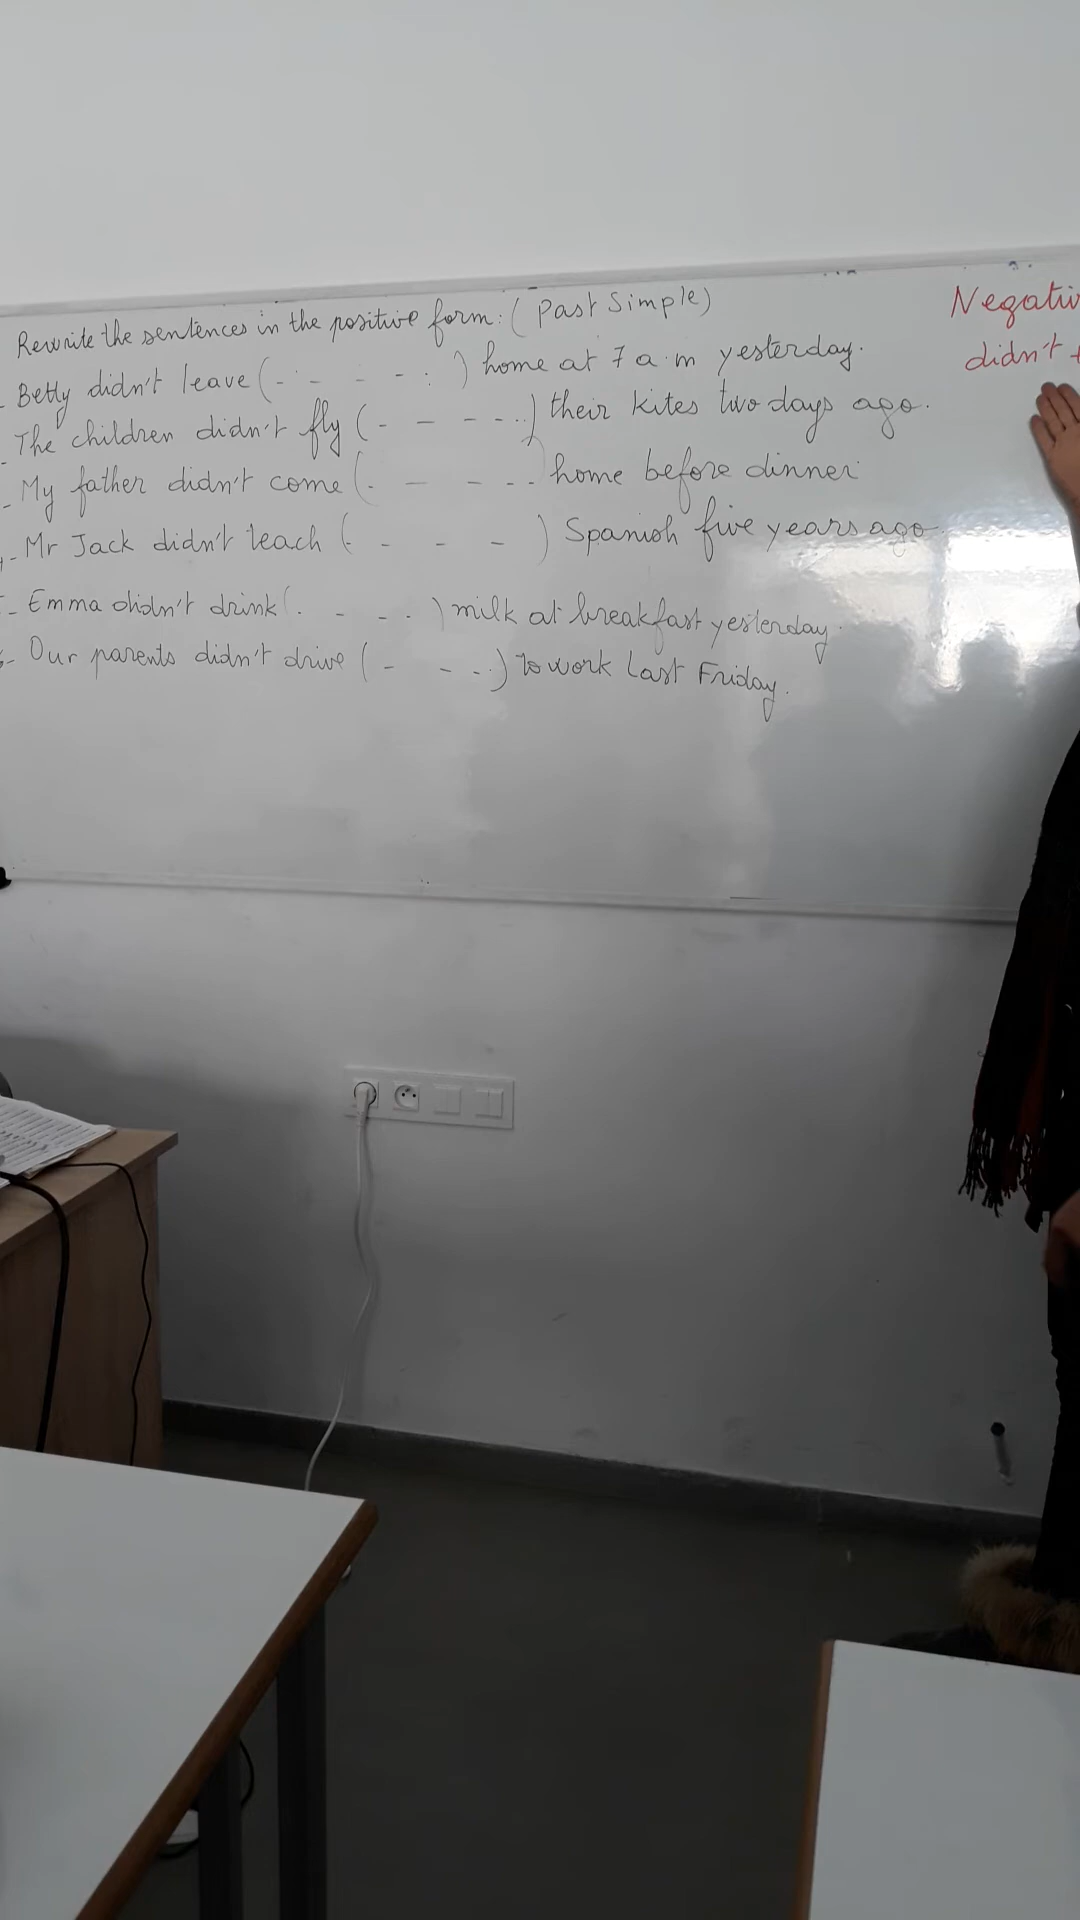 Rewrite the sentences in the positive form: (Past Simple)
- Betty didn't leave (- - - - .) home at 7 a.m yesterday.
- The children didn't fly (- - - - ..) their kites two days ago.
- My father didn't come (. - - - . home before dinner
- Mr Jack didn't teach (- - - -) Spanish five years ago
- Emma didn't drink (. - - . .) milk at breakfast yesterday.
- Our parents didn't drive (- - - .) to work last Friday.
Negativ
didn't +